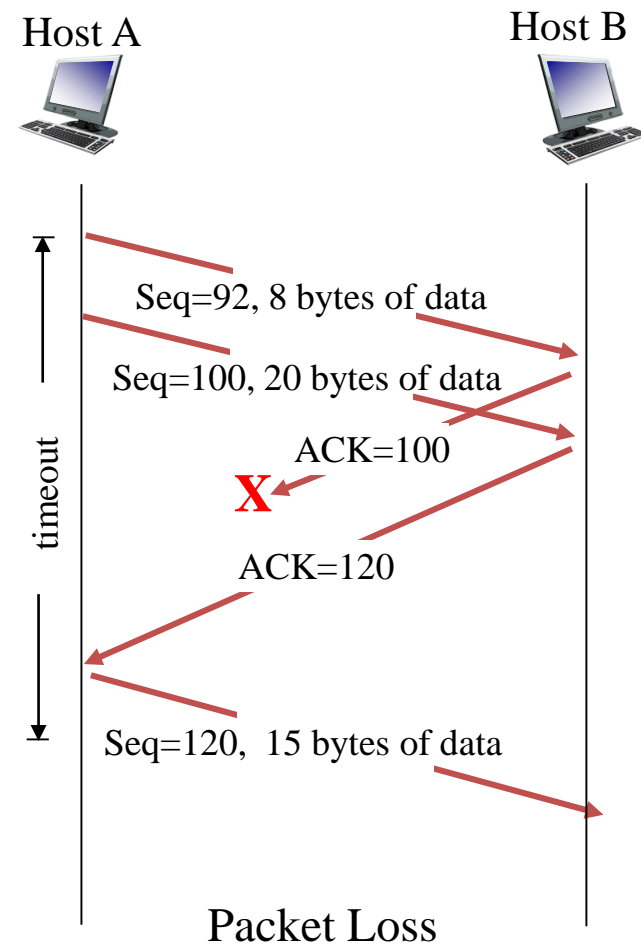 Host A
Host B
Seq=92, 8 bytes of data
Seq=100, 20 bytes of data
ACK=100
X
timeout
ACK=120
Seq=120,  15 bytes of data
Packet Loss